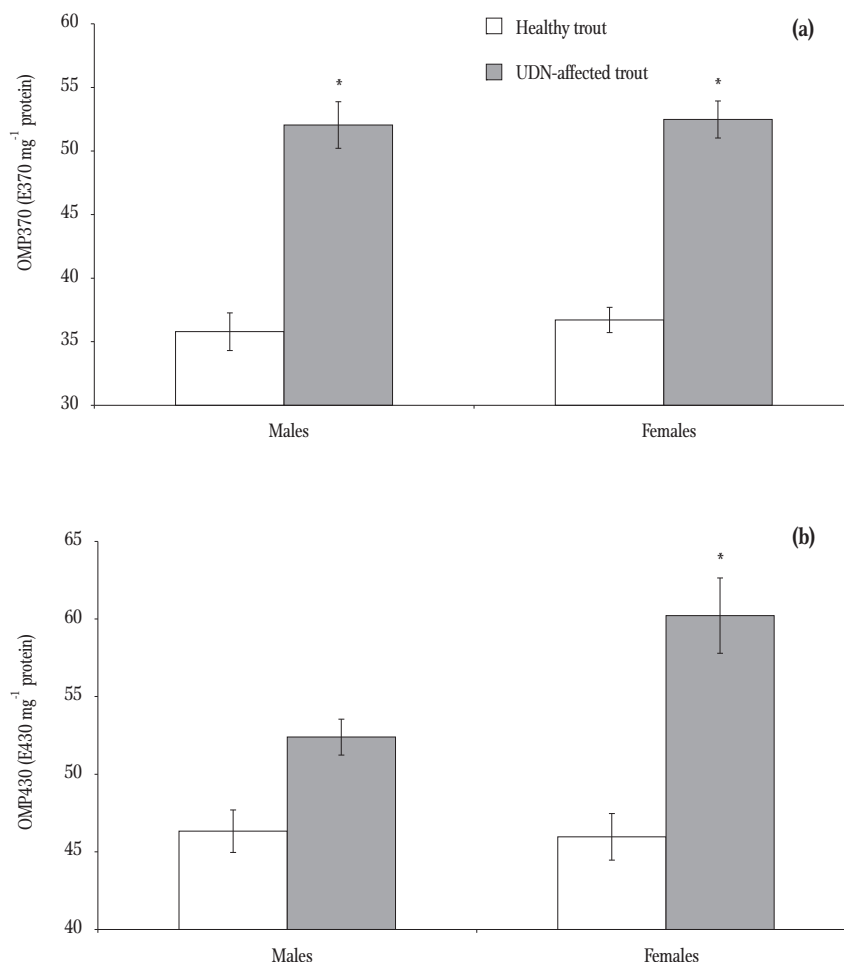 60
55
50
45
40
35
30
OMP370 (E370 mg⁻¹ protein)
Healthy trout
UDN-affected trout
(a)
*
*
Males
Females
65
60
55
50
45
40
OMP430 (E430 mg⁻¹ protein)
(b)
*
Males
Females